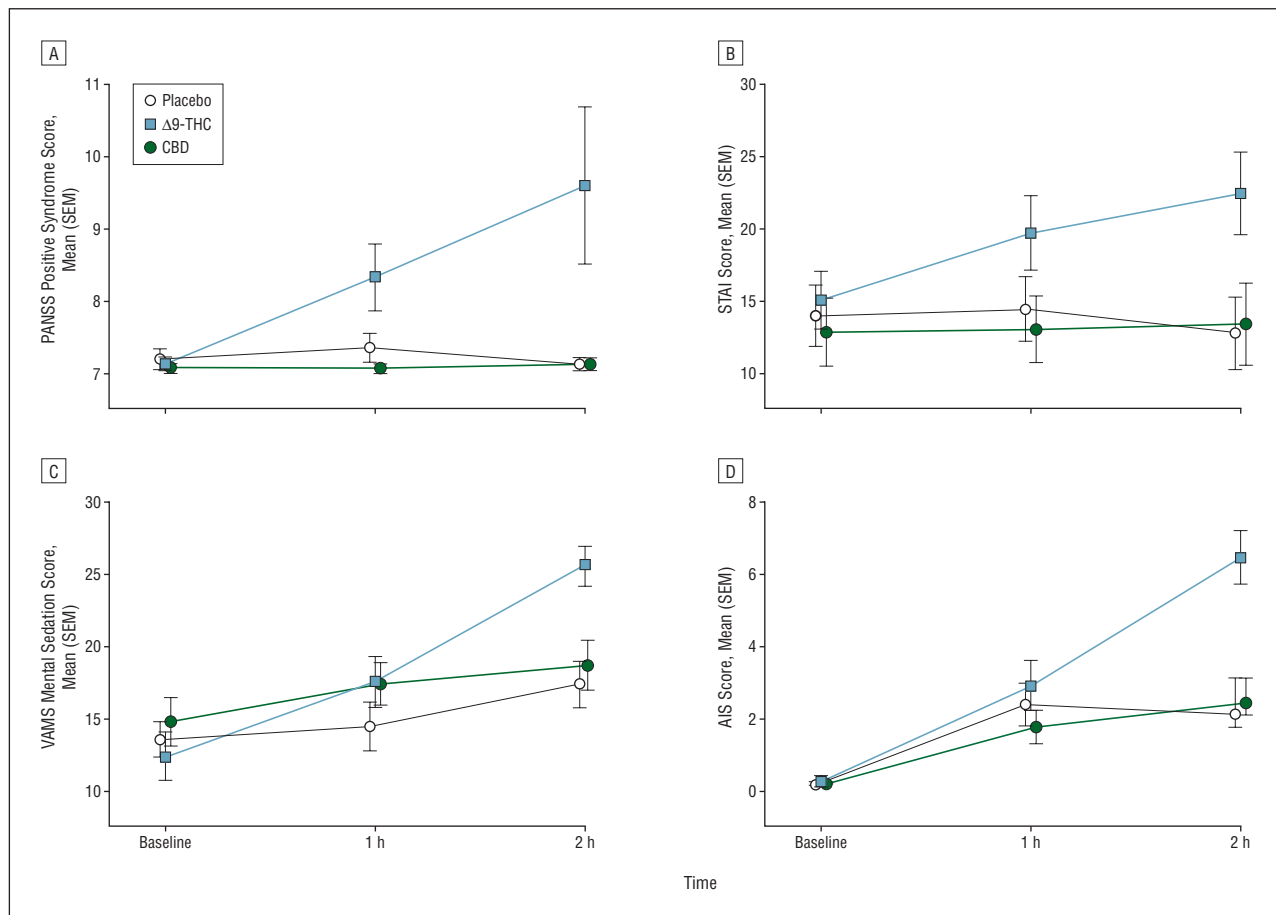 A
PANSS Positive Syndrome Score,
Mean (SEM)
11
10
9
8
7
Placebo
Δ9-THC
CBD
B
STAI Score, Mean (SEM)
30
25
20
15
10
C
VAMS Mental Sedation Score,
Mean (SEM)
30
25
20
15
10
Baseline
1 h
2 h
D
AIS Score, Mean (SEM)
8
6
4
2
0
Baseline
1 h
2 h
Time